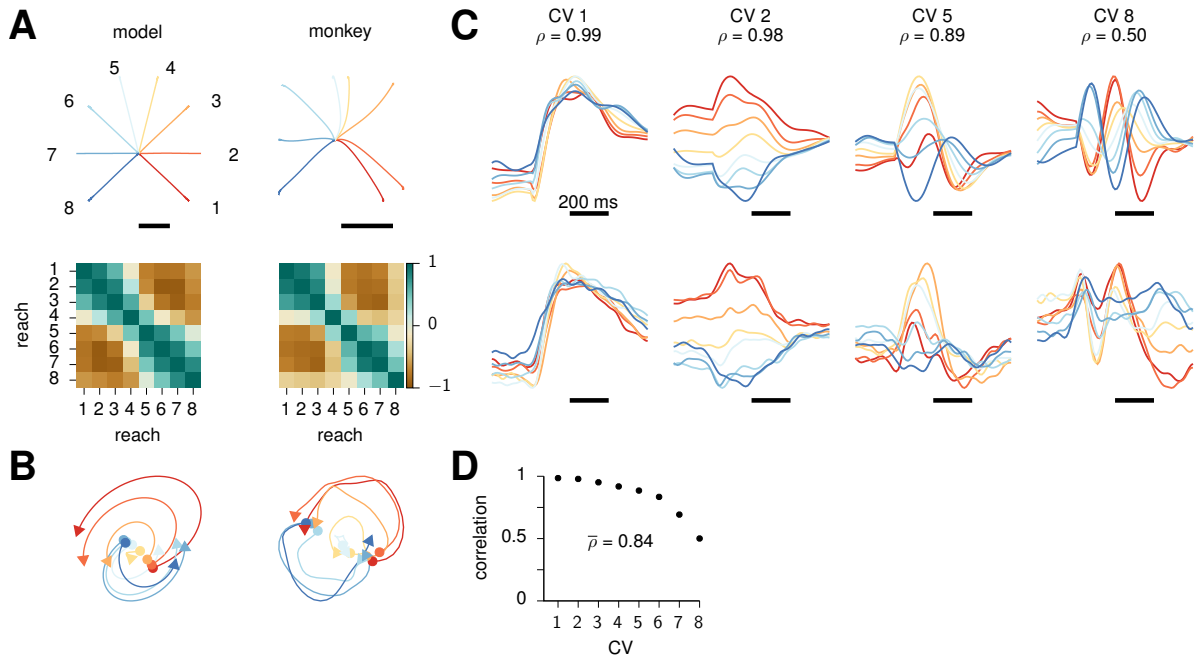 A
model
monkey
5
4
6
3
7
2
8
1
1
2
3
4
5
6
7
8
reach
1 2 3 4 5 6 7 8
reach
1 2 3 4 5 6 7 8
reach
1
0
−1
B
C
CV 1
ρ = 0.99
CV 2
ρ = 0.98
CV 5
ρ = 0.89
CV 8
ρ = 0.50
200 ms
D
1
0.5
0
correlation
ρ̅ = 0.84
1 2 3 4 5 6 7 8
CV